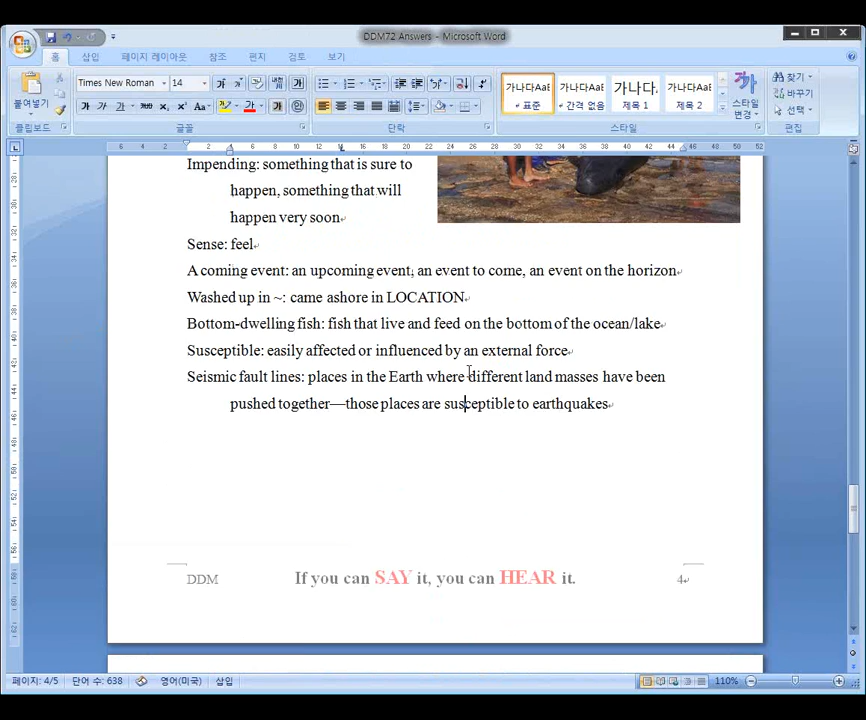 DDM72 Answers - Microsoft Word
홈 삽입 페이지 레이아웃 참조 편지 검토 보기
Times New Roman 14
붙여넣기
가나다AaE 가나다AaE 가나다. 가나다AaB
표준 간격 없음 제목 1 제목 2
스타일 변경
찾기
바꾸기
선택
클립보드 글꼴 단락 스타일 편집
Impending: something that is sure to
happen, something that will
happen very soon
Sense: feel
A coming event: an upcoming event, an event to come, an event on the horizon
Washed up in ~: came ashore in LOCATION
Bottom-dwelling fish: fish that live and feed on the bottom of the ocean/lake
Susceptible: easily affected or influenced by an external force
Seismic fault lines: places in the Earth where different land masses have been
pushed together—those places are susceptible to earthquakes
DDM If you can SAY it, you can HEAR it. 4
페이지: 4/5 단어 수: 638 영어(미국) 삽입 110%